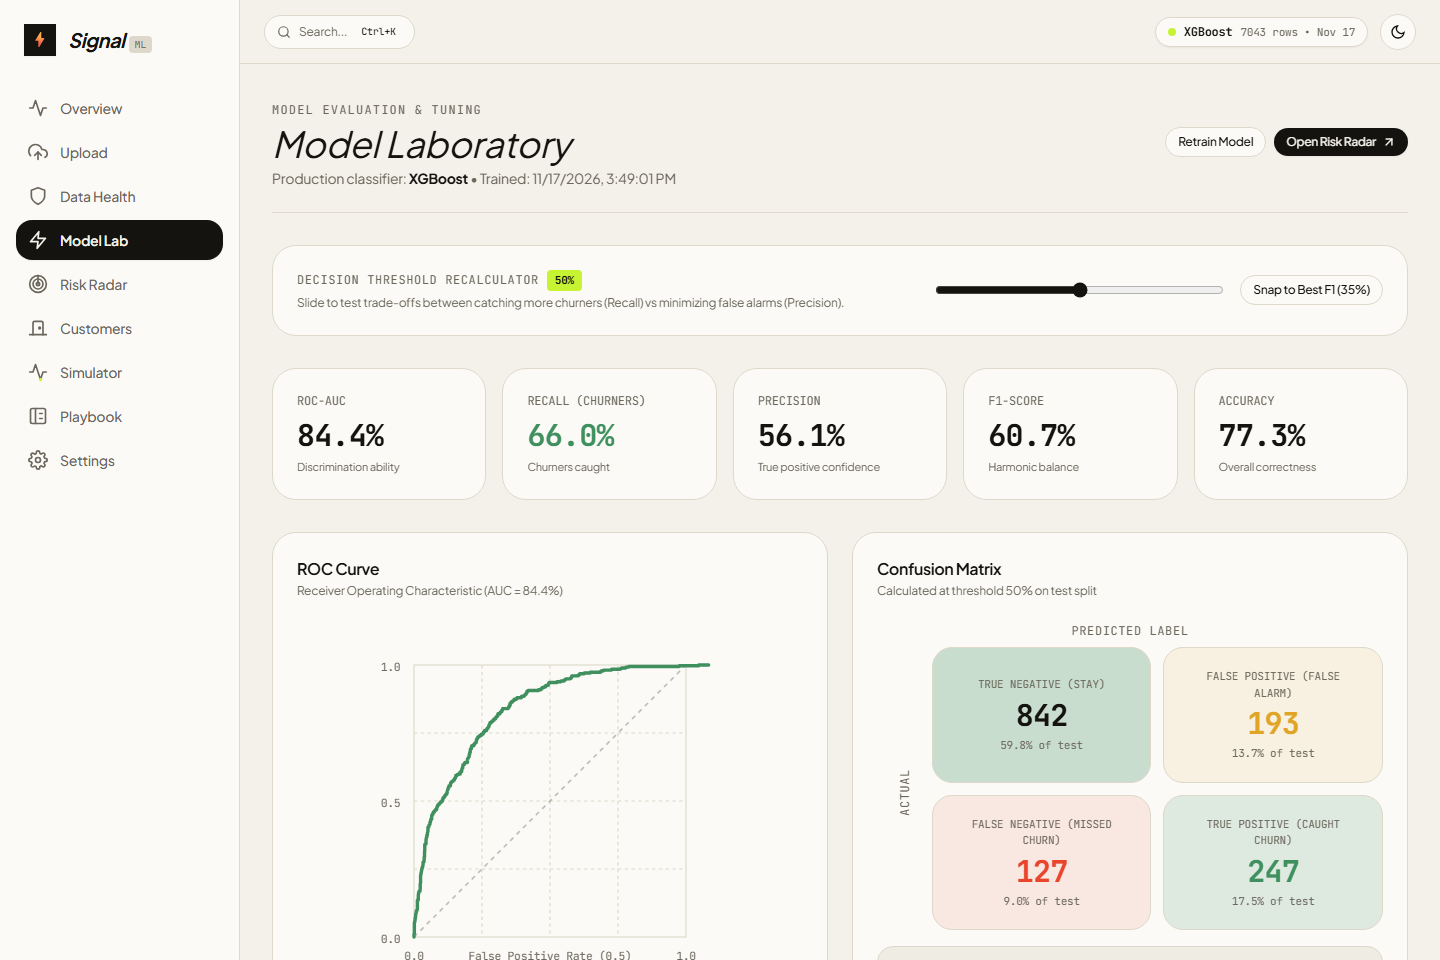 Signal ML
Search... Ctrl+K
XGBoost 7043 rows • Nov 17
Overview
Upload
Data Health
Model Lab
Risk Radar
Customers
Simulator
Playbook
Settings
MODEL EVALUATION & TUNING
Model Laboratory
Production classifier: XGBoost • Trained: 11/17/2026, 3:49:01 PM
Retrain Model
Open Risk Radar
DECISION THRESHOLD RECALCULATOR 50%
Slide to test trade-offs between catching more churners (Recall) vs minimizing false alarms (Precision).
Snap to Best F1 (35%)
ROC-AUC
84.4%
Discrimination ability
RECALL (CHURNERS)
66.0%
Churners caught
PRECISION
56.1%
True positive confidence
F1-SCORE
60.7%
Harmonic balance
ACCURACY
77.3%
Overall correctness
ROC Curve
Receiver Operating Characteristic (AUC = 84.4%)
1.0
0.5
0.0
0.0 False Positive Rate (0.5) 1.0
Confusion Matrix
Calculated at threshold 50% on test split
PREDICTED LABEL
ACTUAL
TRUE NEGATIVE (STAY)
842
59.8% of test
FALSE POSITIVE (FALSE
ALARM)
193
13.7% of test
FALSE NEGATIVE (MISSED
CHURN)
127
9.0% of test
TRUE POSITIVE (CAUGHT
CHURN)
247
17.5% of test